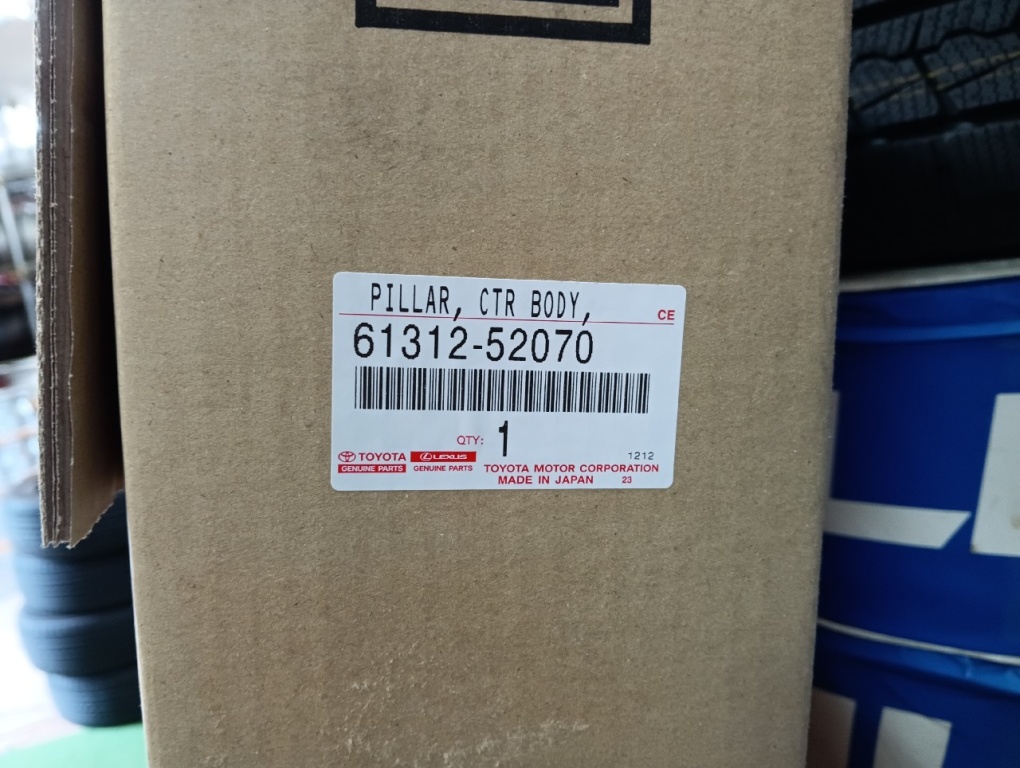 PILLAR, CTR BODY,
CE
61312-52070
QTY: 1
1212
TOYOTA LEXUS
GENUINE PARTS GENUINE PARTS
TOYOTA MOTOR CORPORATION
MADE IN JAPAN 23